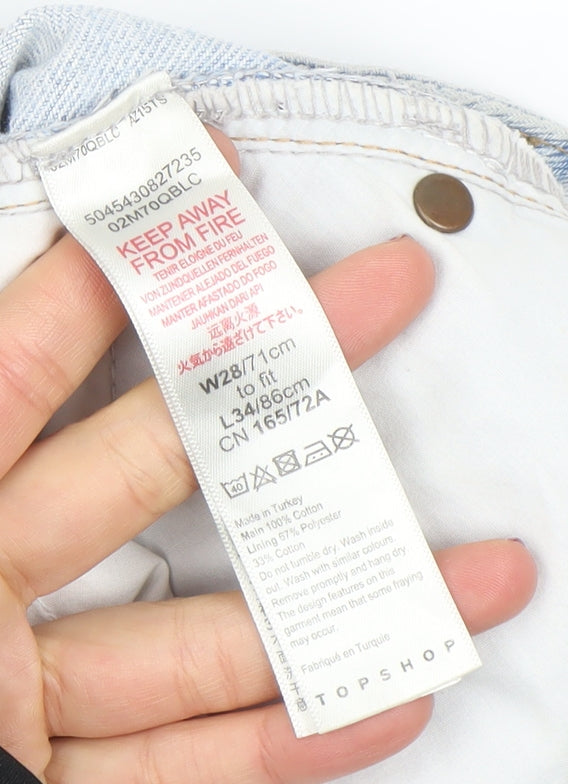 02M70QBLC AZ15TS
5045430827235
02M70QBLC
KEEP AWAY
FROM FIRE
TENIR ELOIGNE DU FEU
VON ZUNDQUELLEN FERNHALTEN
MANTENER ALEJADO DEL FUEGO
MANTER AFASTADO DO FOGO
JAUHKAN DARI API
远离火源
火気から遠ざけて下さい。
W28/71cm
to fit
L34/86cm
CN 165/72A
40
Made in Turkey
Main 100% Cotton
Lining 67% Polyester
33% Cotton
Do not tumble dry. Wash inside
out. Wash with similar colours
Remove promptly and hang dry
The design features on this
garment mean that some fraying
may occur.
Fabriqué en Turquie
TOPSHOP